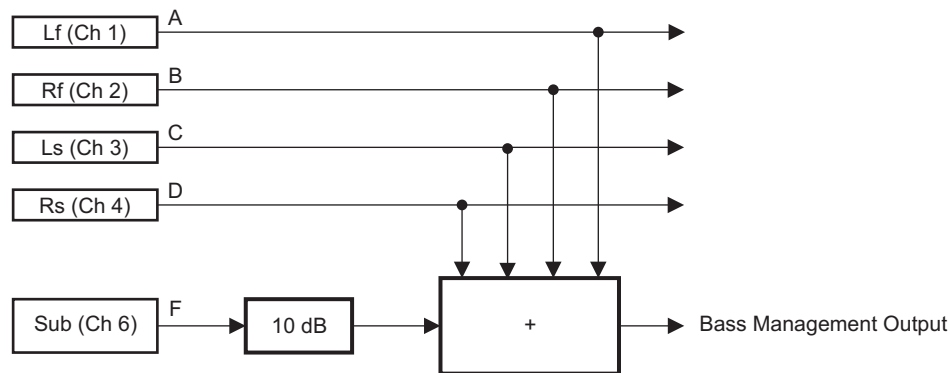 Lf (Ch 1)
A
Rf (Ch 2)
B
Ls (Ch 3)
C
Rs (Ch 4)
D
Sub (Ch 6)
F
10 dB
+
Bass Management Output